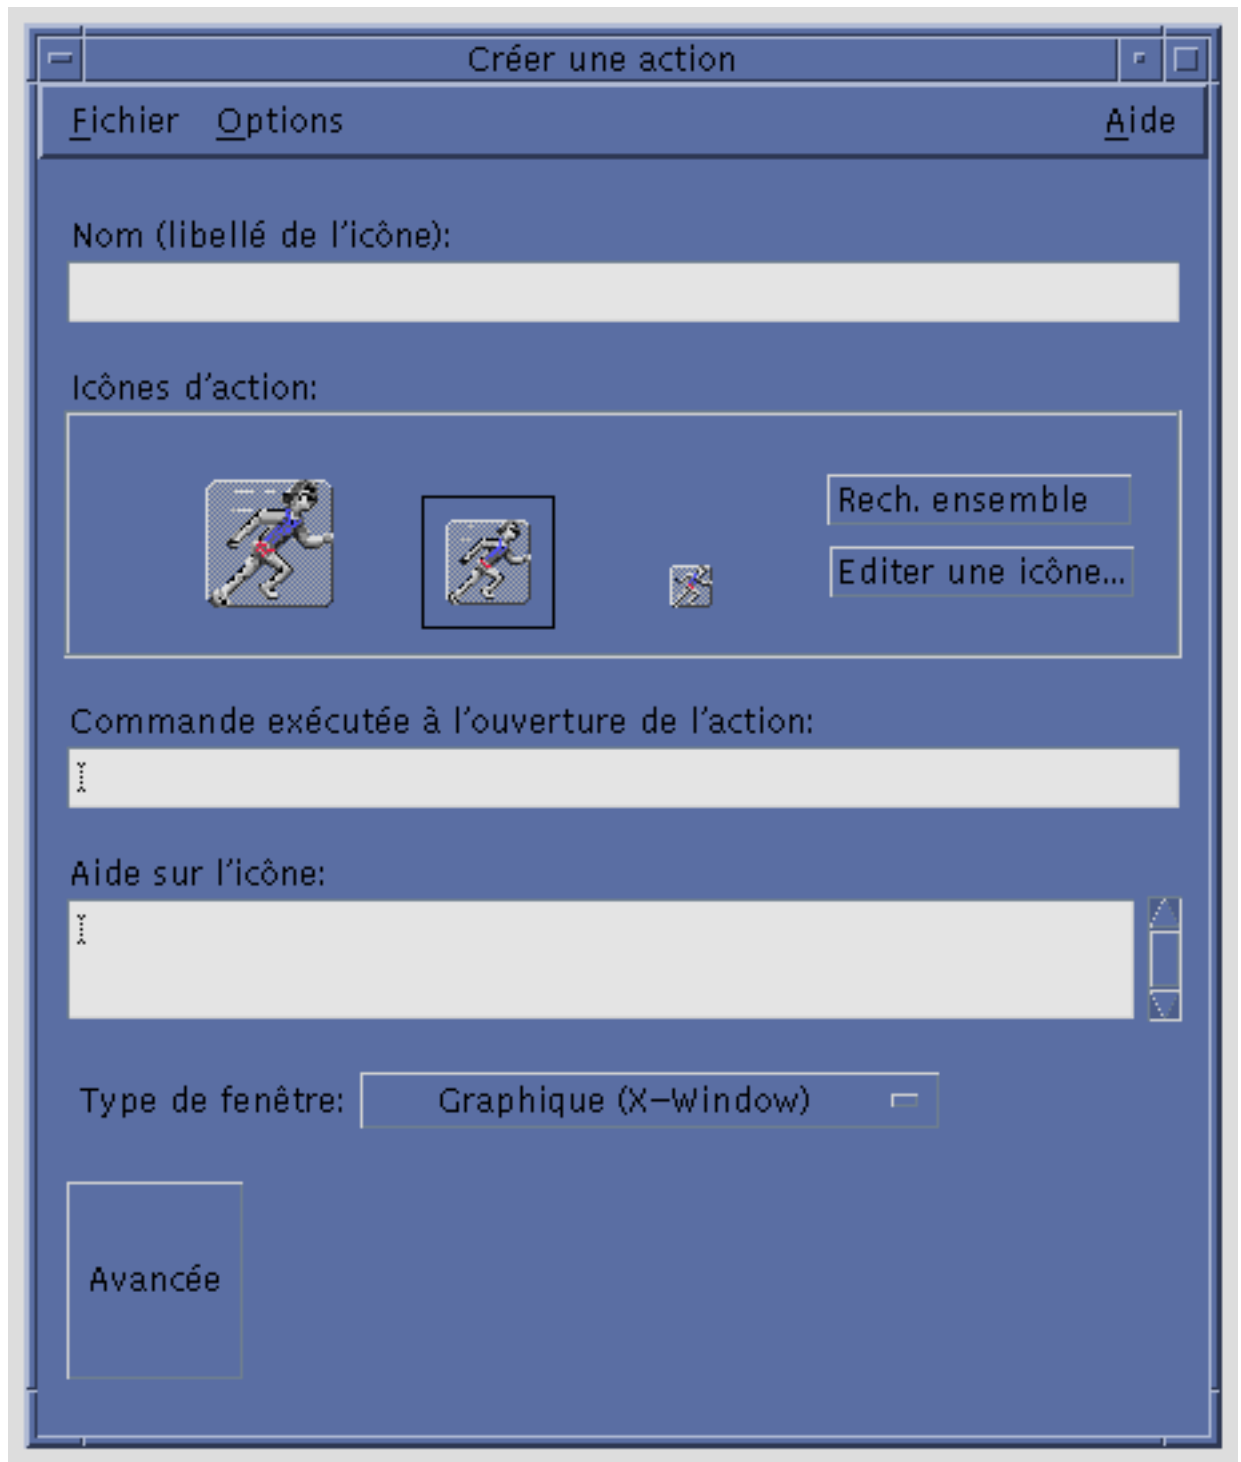 Créer une action
Fichier Options Aide
Nom (libellé de l'icône):
Icônes d'action:
Rech. ensemble
Editer une icône...
Commande exécutée à l'ouverture de l'action:
Aide sur l'icône:
Type de fenêtre: Graphique (X-Window)
Avancée